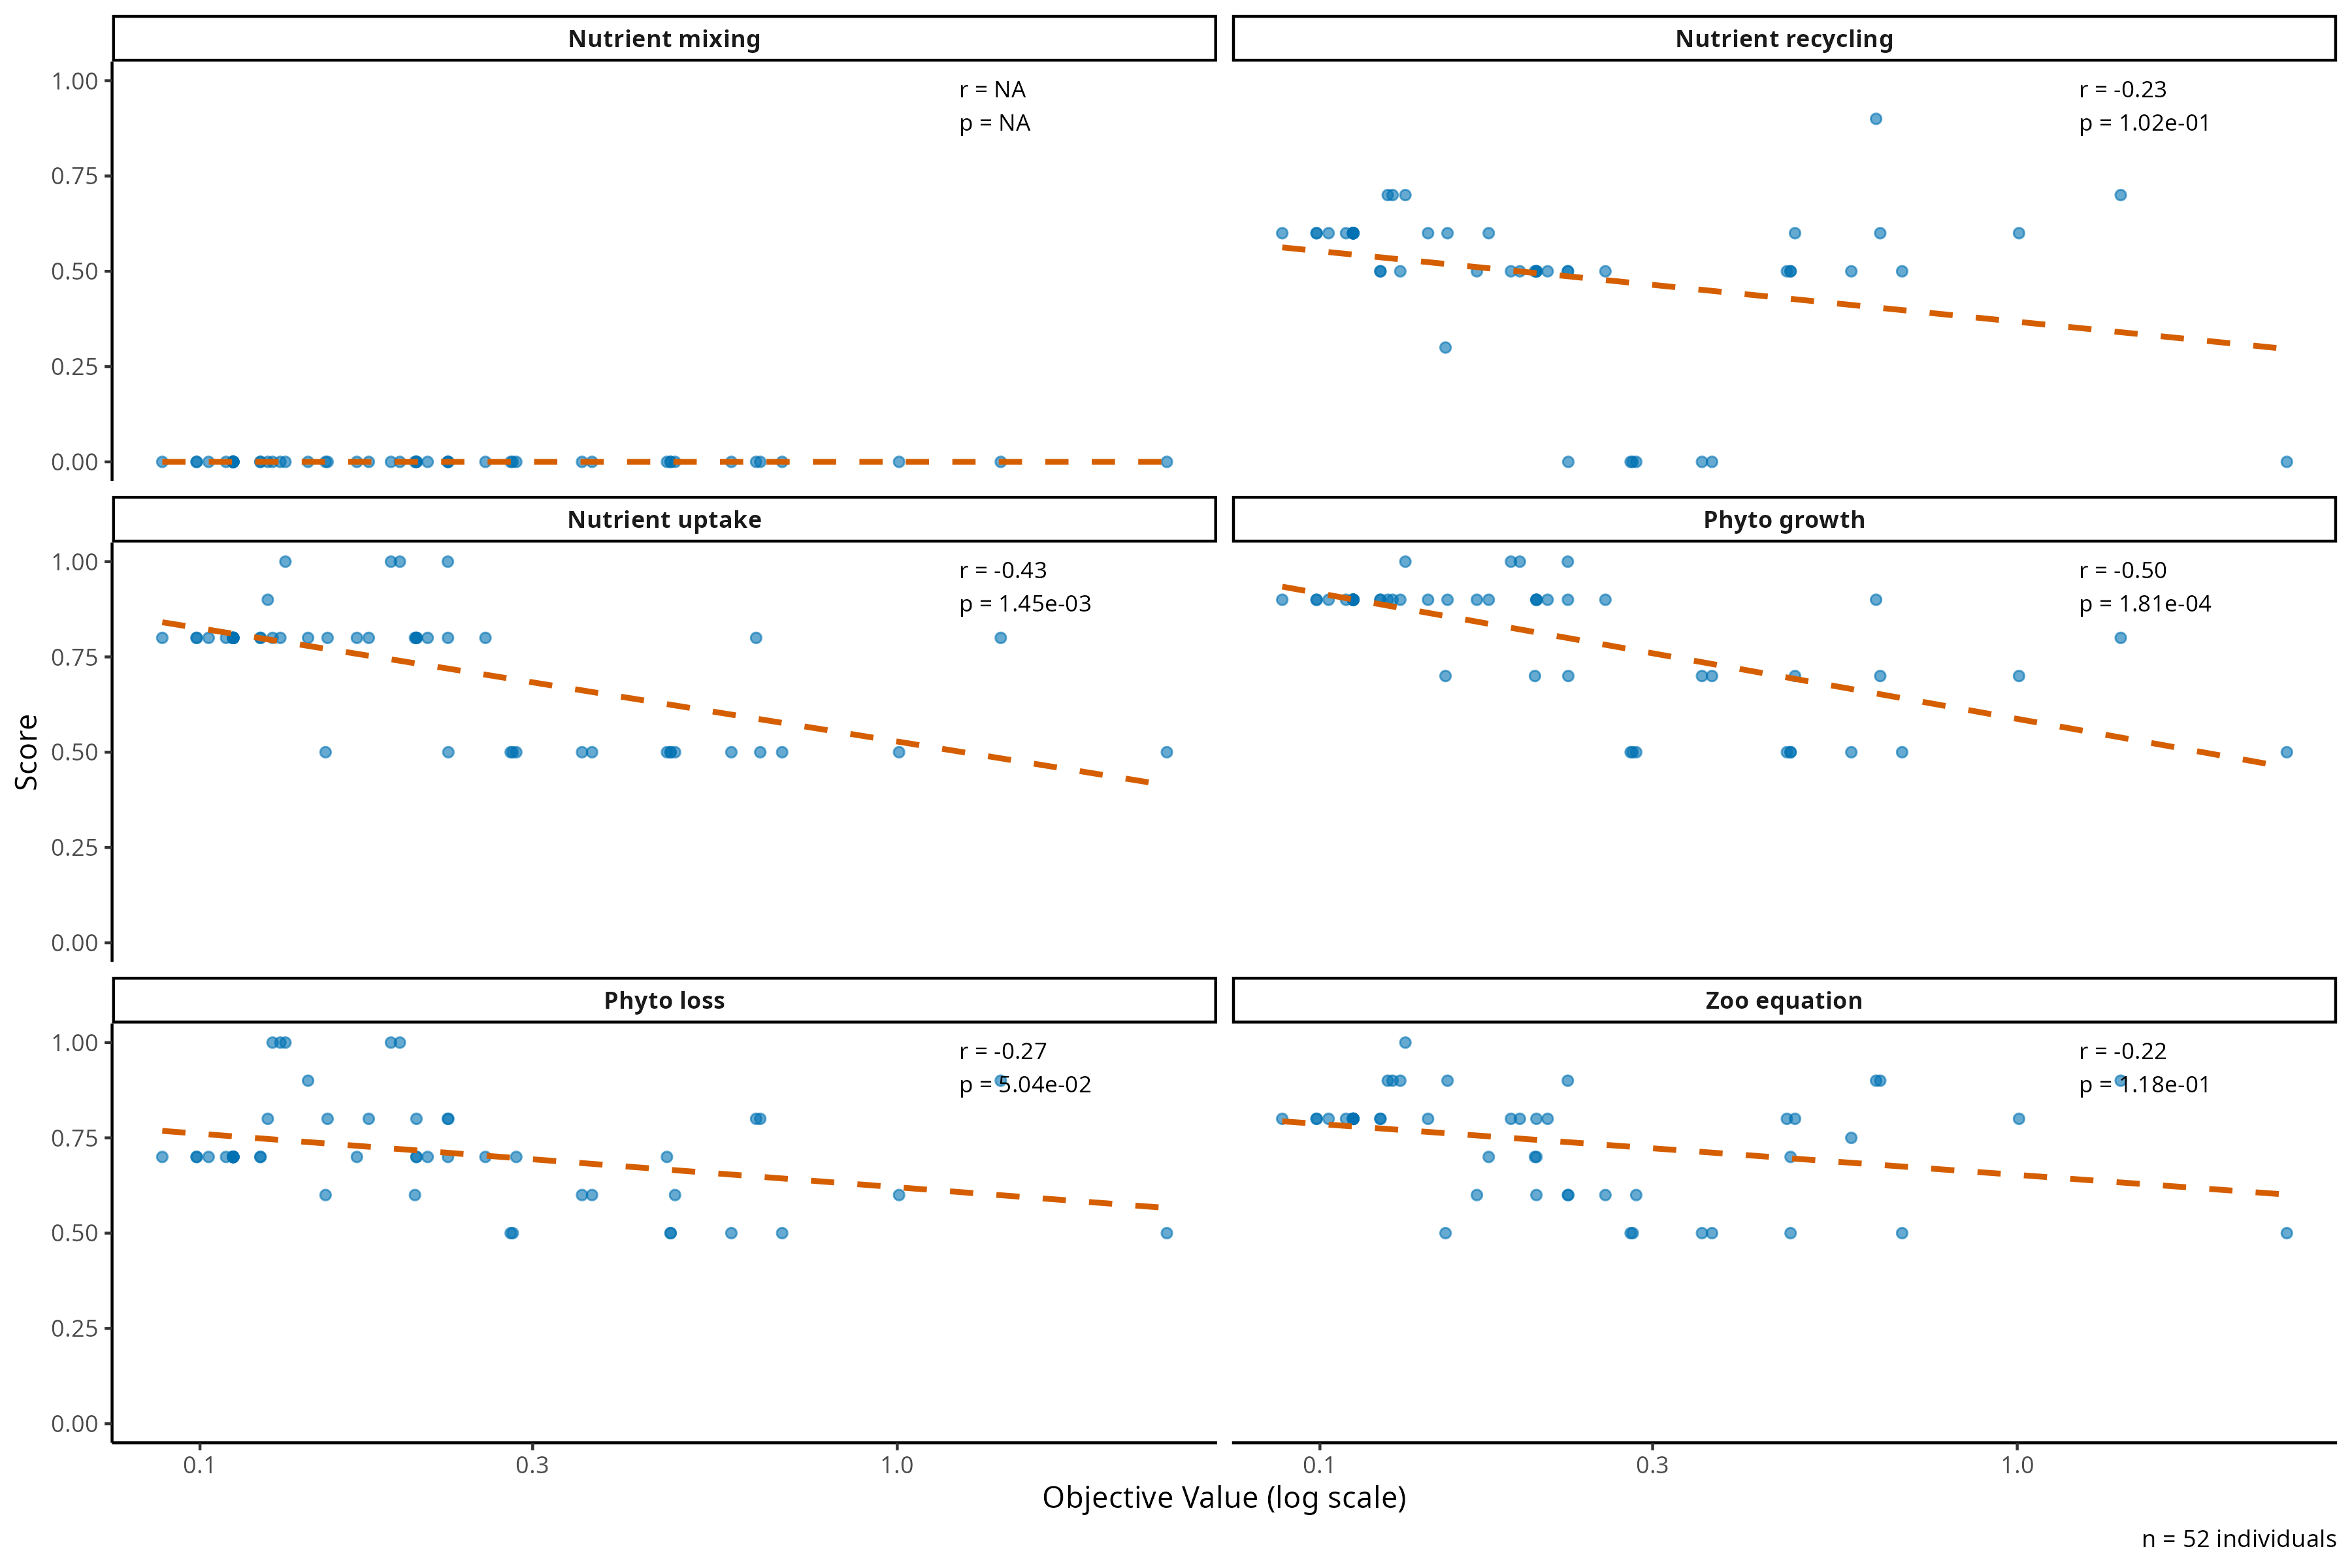 Nutrient mixing
Nutrient recycling
1.00
0.75
0.50
0.25
0.00
r = NA
p = NA
r = -0.23
p = 1.02e-01
Nutrient uptake
Phyto growth
1.00
0.75
0.50
0.25
0.00
r = -0.43
p = 1.45e-03
r = -0.50
p = 1.81e-04
Score
Phyto loss
Zoo equation
1.00
0.75
0.50
0.25
0.00
r = -0.27
p = 5.04e-02
r = -0.22
p = 1.18e-01
0.1
0.3
1.0
0.1
0.3
1.0
Objective Value (log scale)
n = 52 individuals